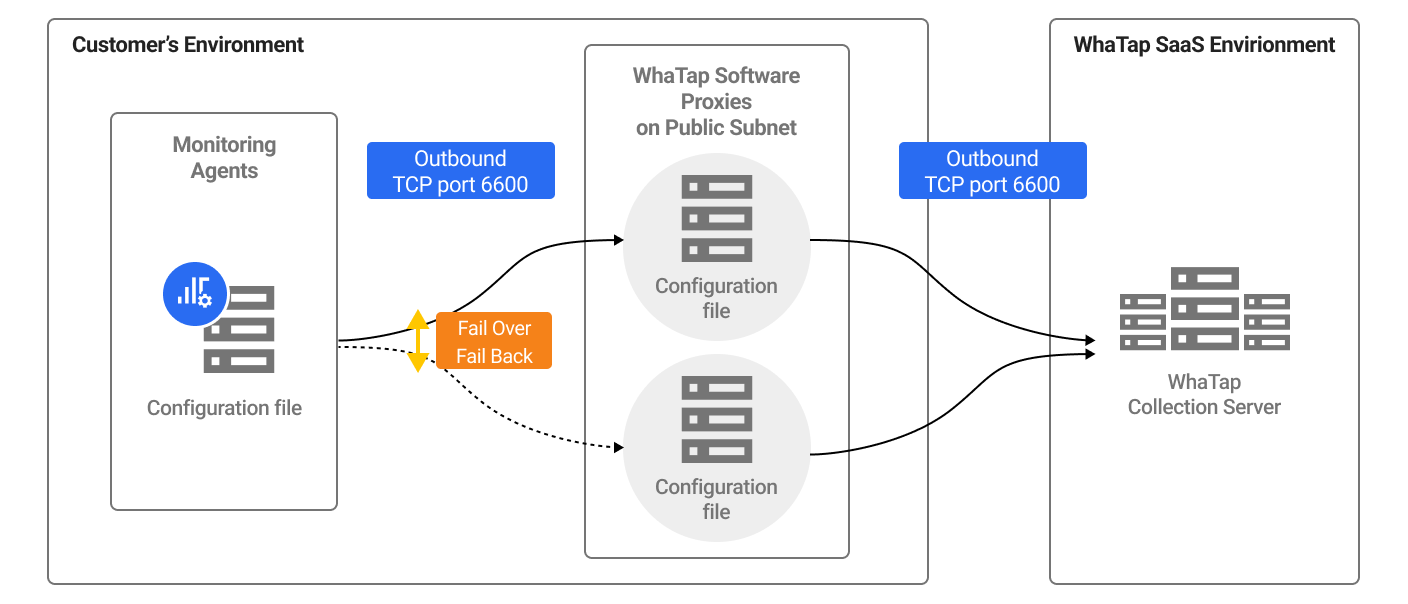 Customer’s Environment
WhaTap SaaS Envirionment
WhaTap Software
Proxies
on Public Subnet
Monitoring
Agents
Outbound
TCP port 6600
Outbound
TCP port 6600
Configuration
file
Fail Over
Fail Back
Configuration file
WhaTap
Collection Server
Configuration
file